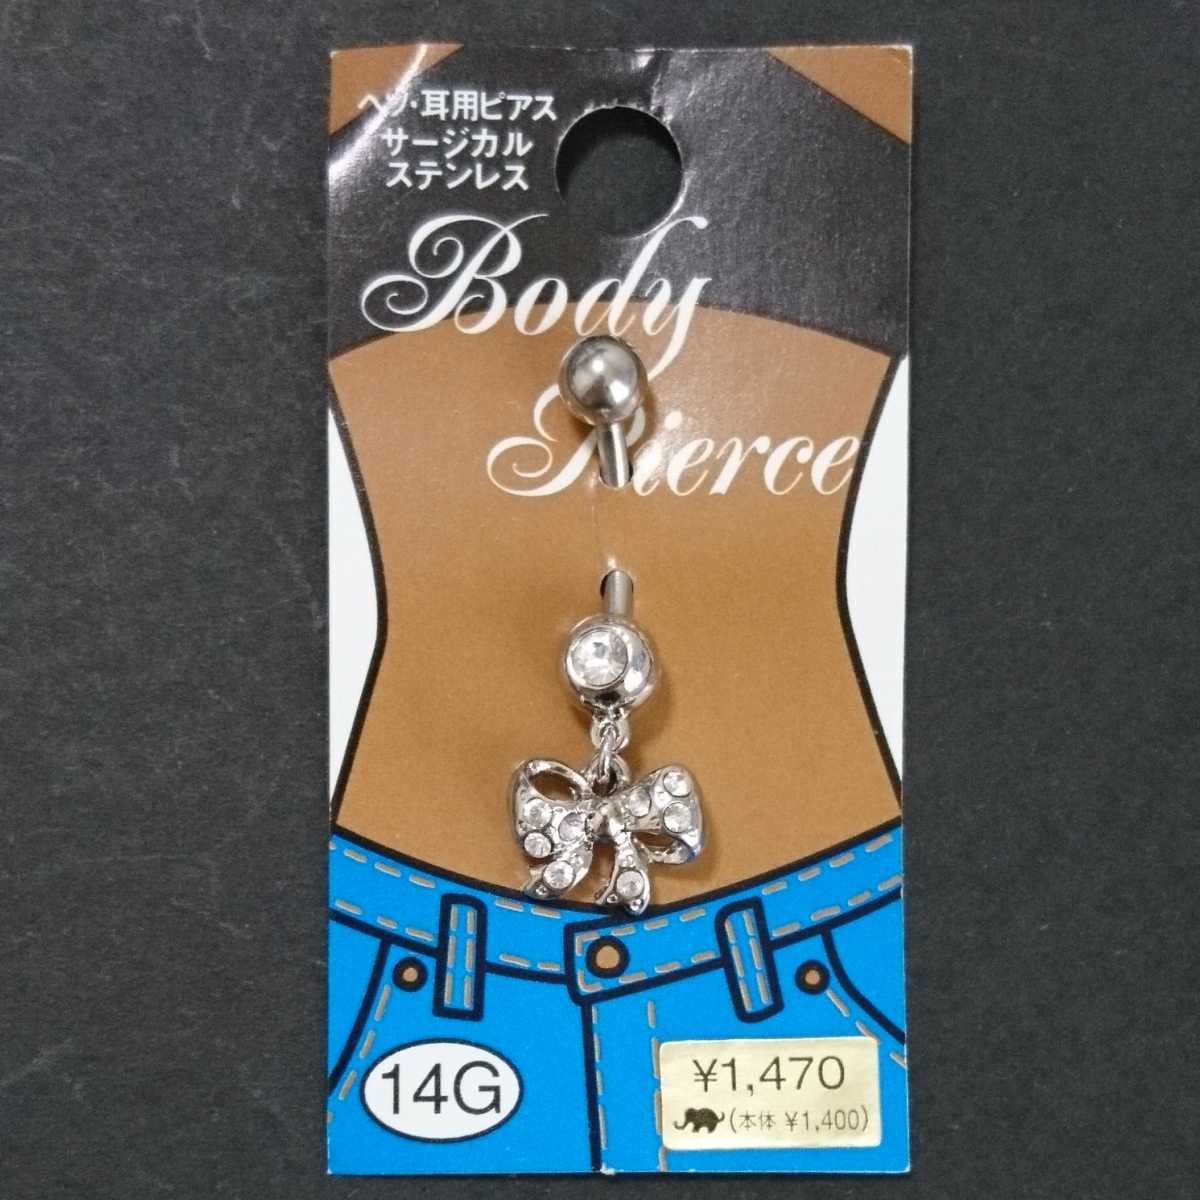 ヘソ・耳用ピアス
サージカル
ステンレス
Body
Pierce
14G
¥1,470
(本体 ¥1,400)